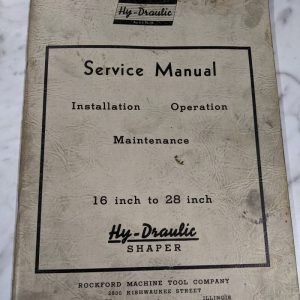 Hy-Draulic
Service Manual
Installation Operation
Maintenance
16 inch to 28 inch
Hy-Draulic
SHAPER
ROCKFORD MACHINE TOOL COMPANY
2500 KISHWAUKEE STREET
ILLINOIS